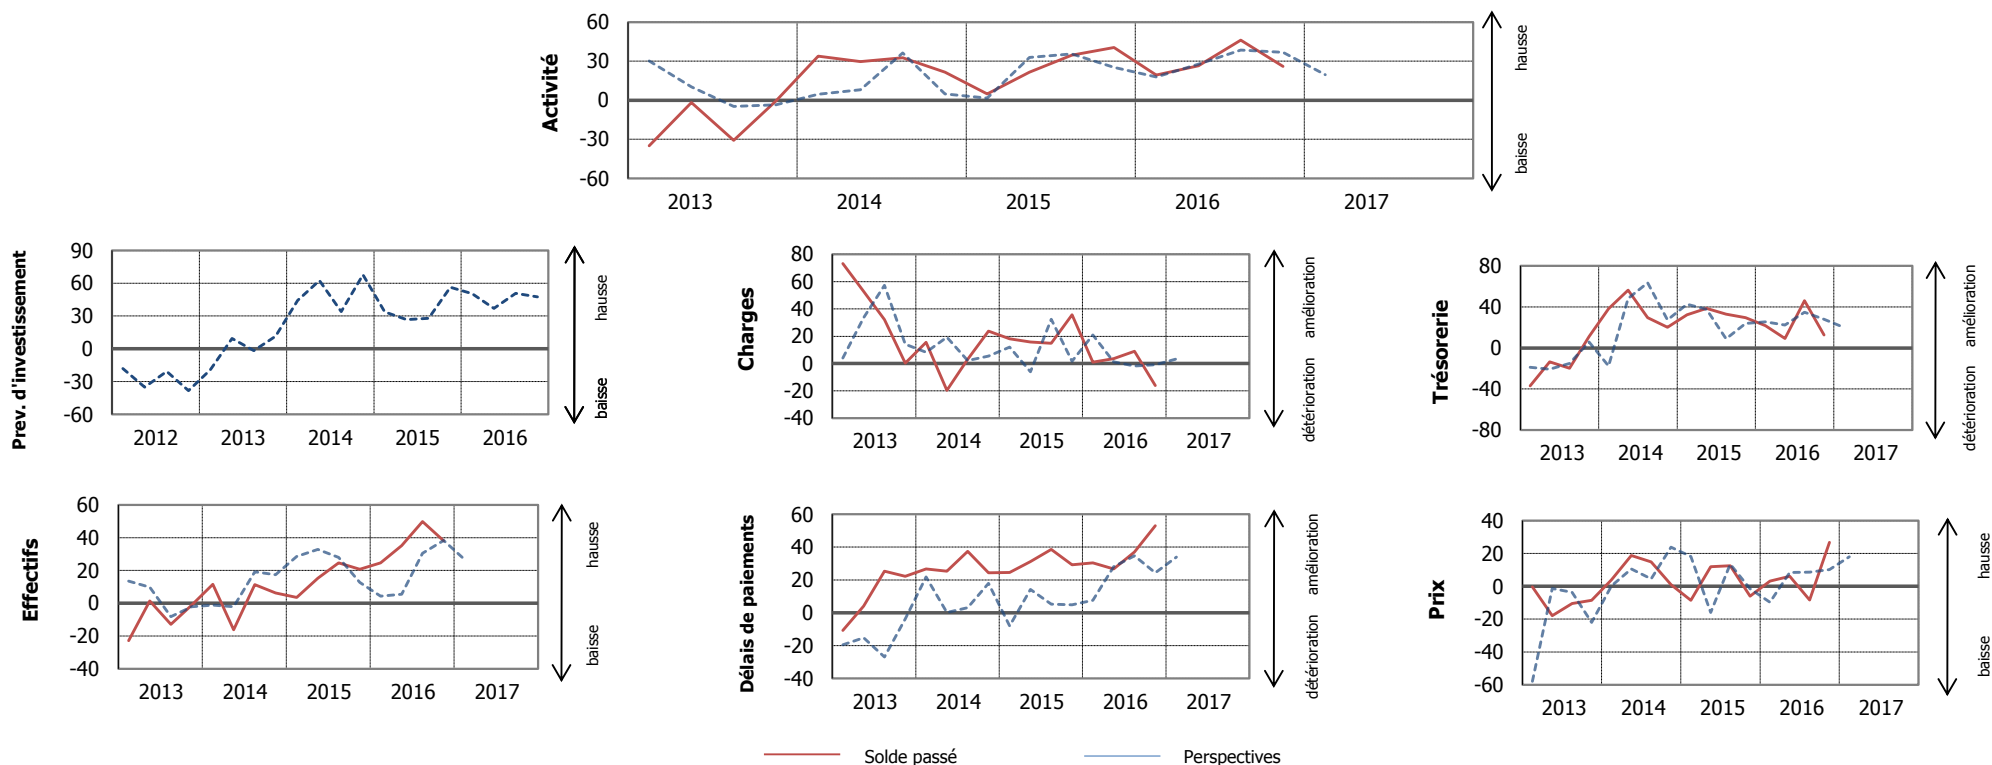 Activité
60
30
0
-30
-60
2013 2014 2015 2016 2017
hausse
baisse
Prev. d'investissement
90
60
30
0
-30
-60
2012 2013 2014 2015 2016
hausse
baisse
Charges
80
60
40
20
0
-20
-40
2013 2014 2015 2016 2017
amélioration
détérioration
Trésorerie
80
40
0
-40
-80
2013 2014 2015 2016 2017
amélioration
détérioration
Effectifs
60
40
20
0
-20
-40
2013 2014 2015 2016 2017
hausse
baisse
Délais de paiements
60
40
20
0
-20
-40
2013 2014 2015 2016 2017
amélioration
détérioration
Prix
40
20
0
-20
-40
-60
2013 2014 2015 2016 2017
hausse
baisse
Solde passé Perspectives